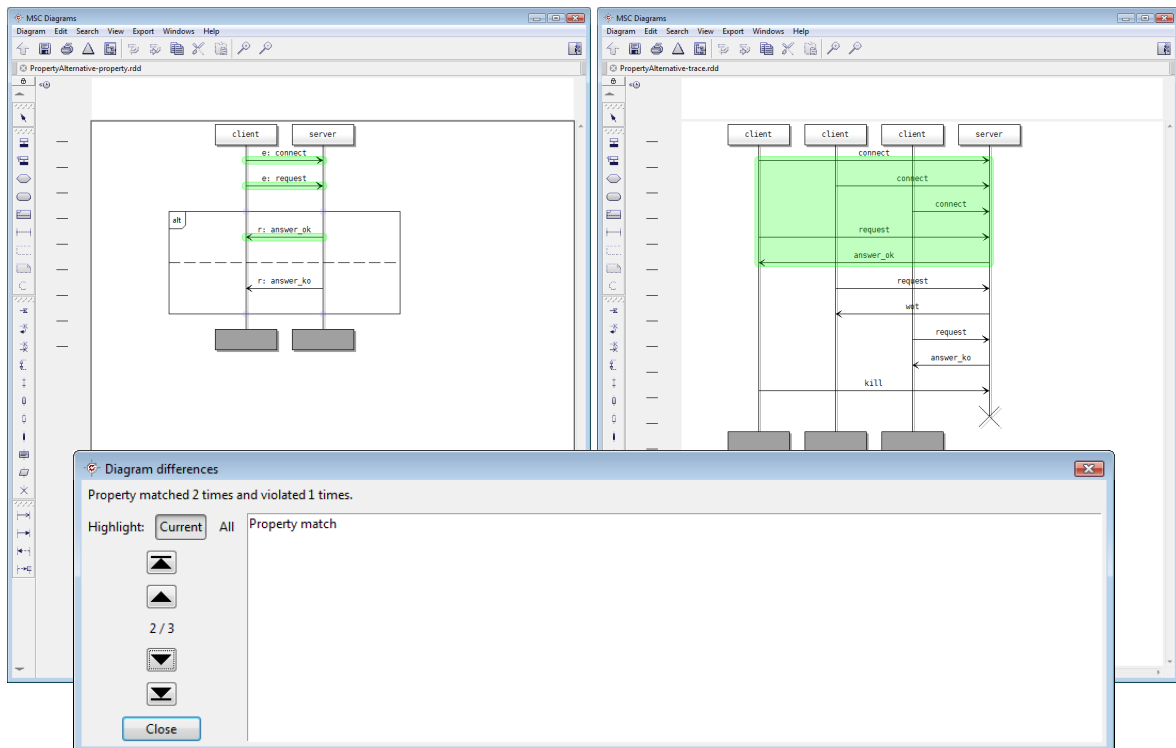 MSC Diagrams
Diagram Edit Search View Export Windows Help
PropertyAlternative-property.rdd
client server
e: connect
e: request
alt
r: answer_ok
r: answer_ko
MSC Diagrams
Diagram Edit Search View Export Windows Help
PropertyAlternative-trace.rdd
client client client server
connect
connect
connect
request
answer_ok
request
wat
request
answer_ko
kill
Diagram differences
Property matched 2 times and violated 1 times.
Highlight: Current All
Property match
2 / 3
Close